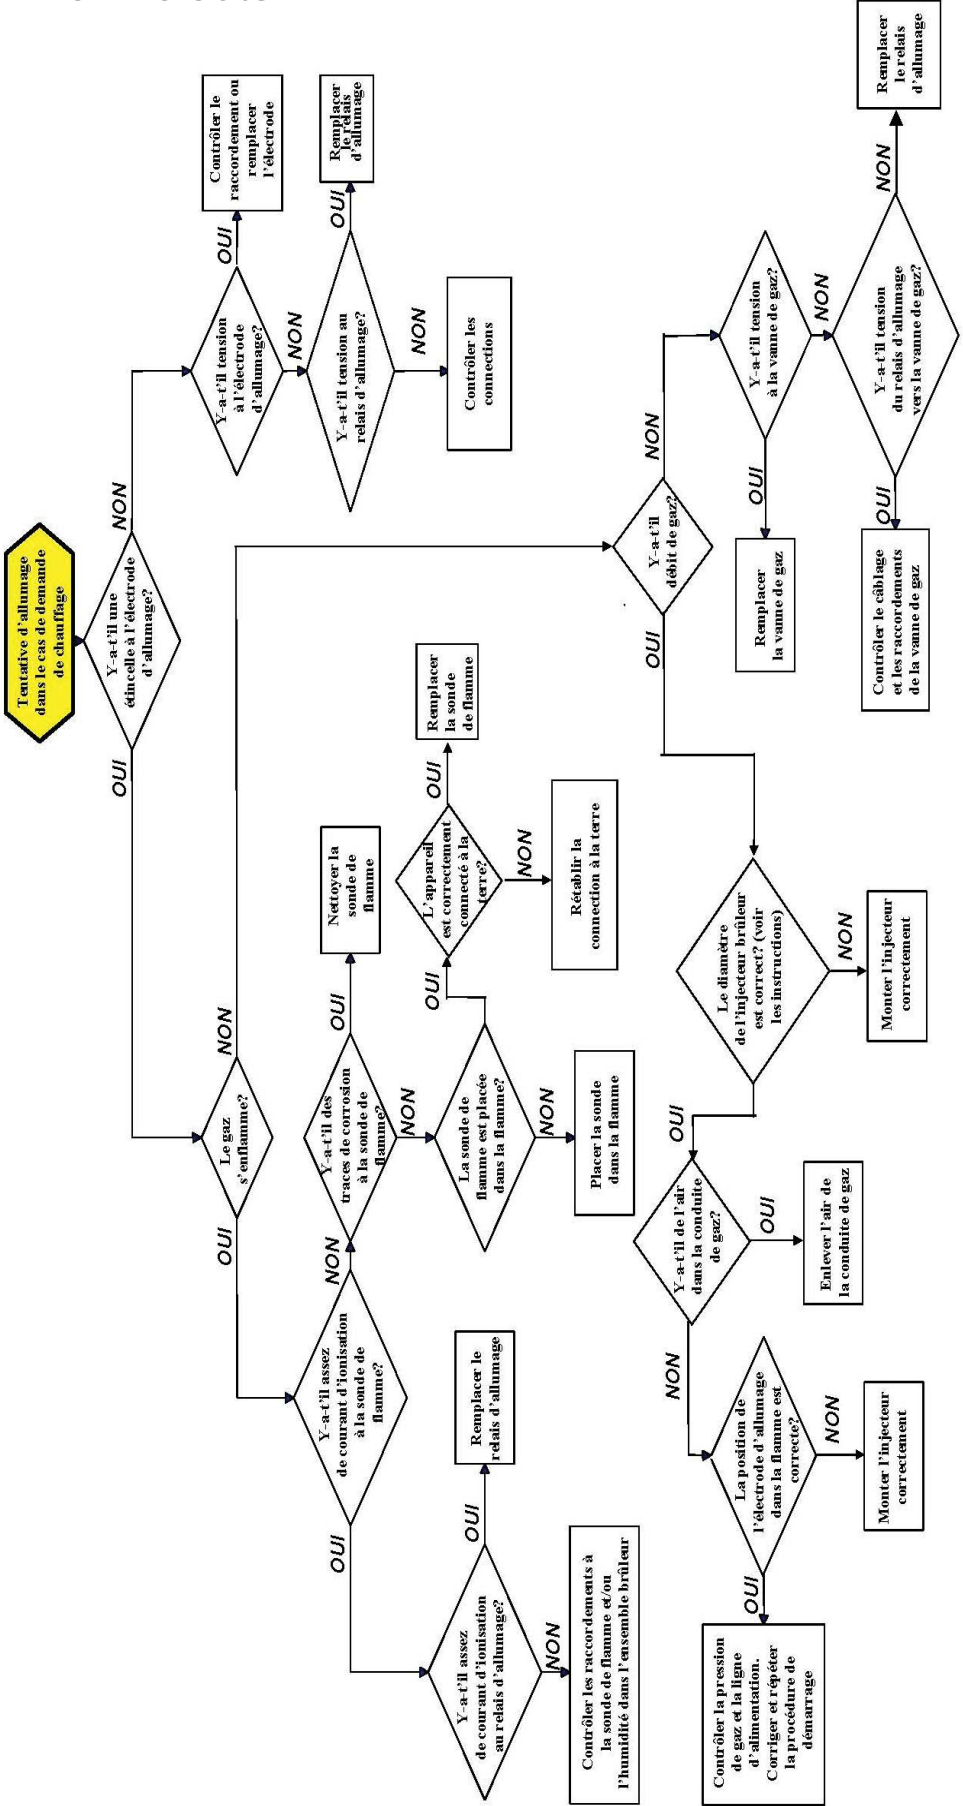 Tentative d'allumage
dans le cas de demande
de chauffage
Y-a-t'il une
étincelle à l'électrode
d'allumage?
OUI
NON
Y-a-t'il tension
à l'électrode
d'allumage?
OUI
Contrôler le
raccordement ou
remplacer
l'électrode
NON
Y-a-t'il tension au
relais d'allumage?
OUI
Remplacer
le relais
d'allumage
NON
Contrôler les
connections
Le gaz
s'enflamme?
OUI
NON
Y-a-t'il assez
de courant d'ionisation
à la sonde de
flamme?
OUI
NON
Y-a-t'il des
traces de corrosion
à la sonde de
flamme?
OUI
Nettoyer la
sonde de
flamme
NON
La sonde de
flamme est placée
dans la flamme?
OUI
L'appareil
est correctement
connecté à la
terre?
OUI
Remplacer
la sonde
de flamme
NON
Rétablir la
connection à la terre
NON
Placer la sonde
dans la flamme
Y-a-t'il assez
de courant d'ionisation
au relais d'allumage?
OUI
Remplacer le
relais d'allumage
NON
Contrôler les raccordements à
la sonde de flamme et/ou
l'humidité dans l'ensemble brûleur
Y-a-t'il
débit de gaz?
OUI
NON
Y-a-t'il tension
à la vanne de gaz?
OUI
Remplacer
la vanne de gaz
NON
Y-a-t'il tension
du relais d'allumage
vers la vanne de gaz?
OUI
Contrôler le câblage
et les raccordements
de la vanne de gaz
NON
Remplacer
le relais
d'allumage
Le diamètre
de l'injecteur brûleur
est correct? (voir
les instructions)
OUI
NON
Monter l'injecteur
correctement
Y-a-t'il de l'air
dans la conduite
de gaz?
OUI
Enlever l'air de
la conduite de gaz
NON
La position de
l'électrode d'allumage
dans la flamme est
correcte?
NON
Monter l'injecteur
correctement
OUI
Contrôler la pression
de gaz et la ligne
d'alimentation.
Corriger et répéter
la procédure de
démarrage